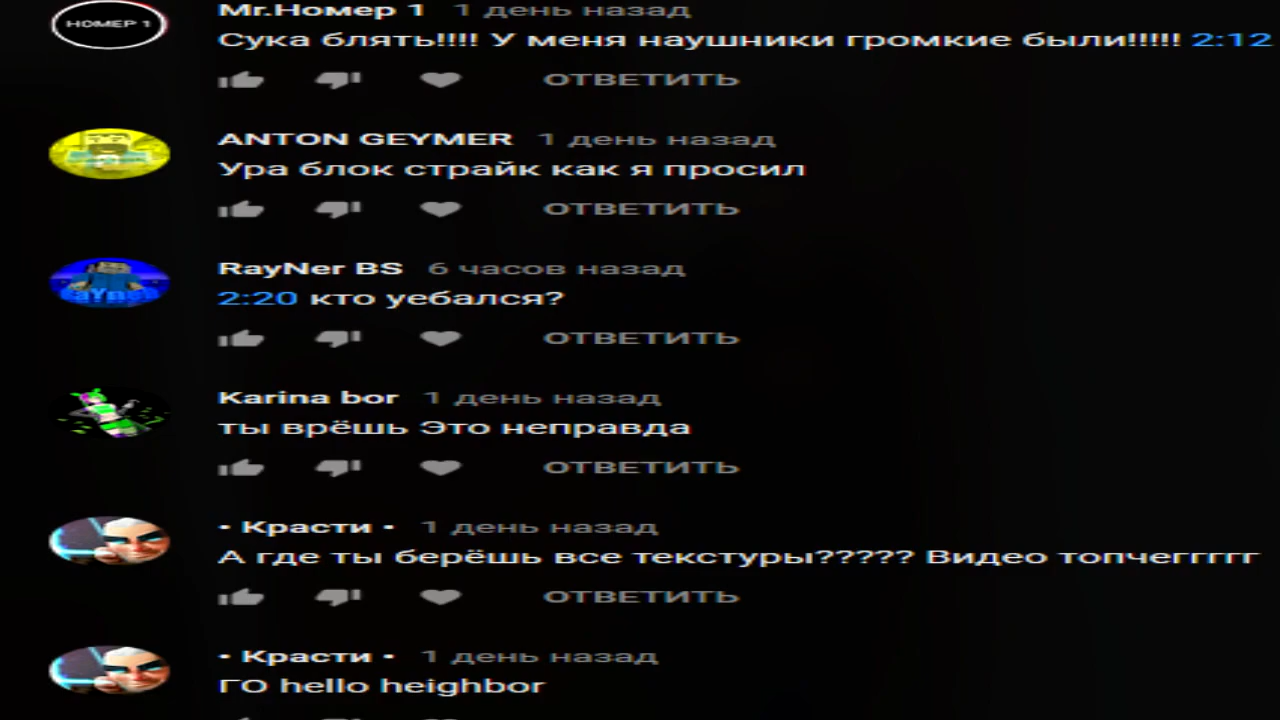 НОМЕР 1
Mr.Номер 1 1 день назад
Сука блять!!!! У меня наушники громкие были!!!!! 2:12
ОТВЕТИТЬ
ANTON GEYMER 1 день назад
Ура блок страйк как я просил
ОТВЕТИТЬ
RayNer BS 6 часов назад
2:20 кто уебался?
ОТВЕТИТЬ
Karina bor 1 день назад
ты врёшь Это неправда
ОТВЕТИТЬ
• Красти • 1 день назад
А где ты берёшь все текстуры????? Видео топчеггггг
ОТВЕТИТЬ
• Красти • 1 день назад
ГО hello heighbor